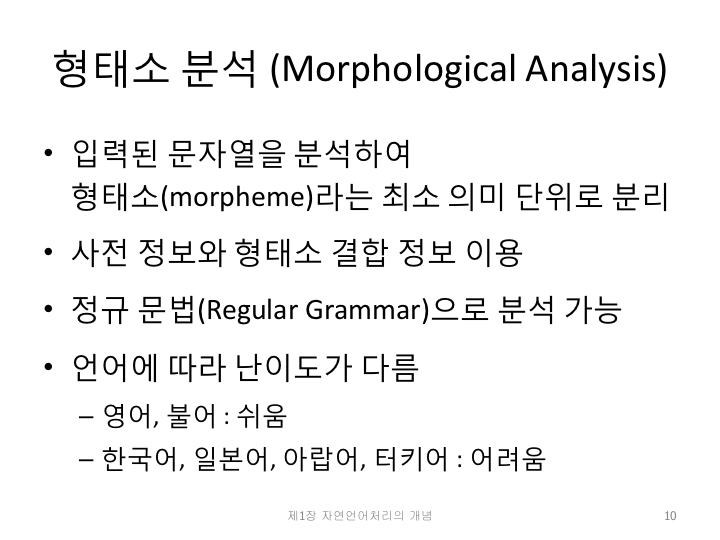 형태소 분석 (Morphological Analysis)
• 입력된 문자열을 분석하여
형태소(morpheme)라는 최소 의미 단위로 분리
• 사전 정보와 형태소 결합 정보 이용
• 정규 문법(Regular Grammar)으로 분석 가능
• 언어에 따라 난이도가 다름
– 영어, 불어 : 쉬움
– 한국어, 일본어, 아랍어, 터키어 : 어려움
제1장 자연언어처리의 개념 10